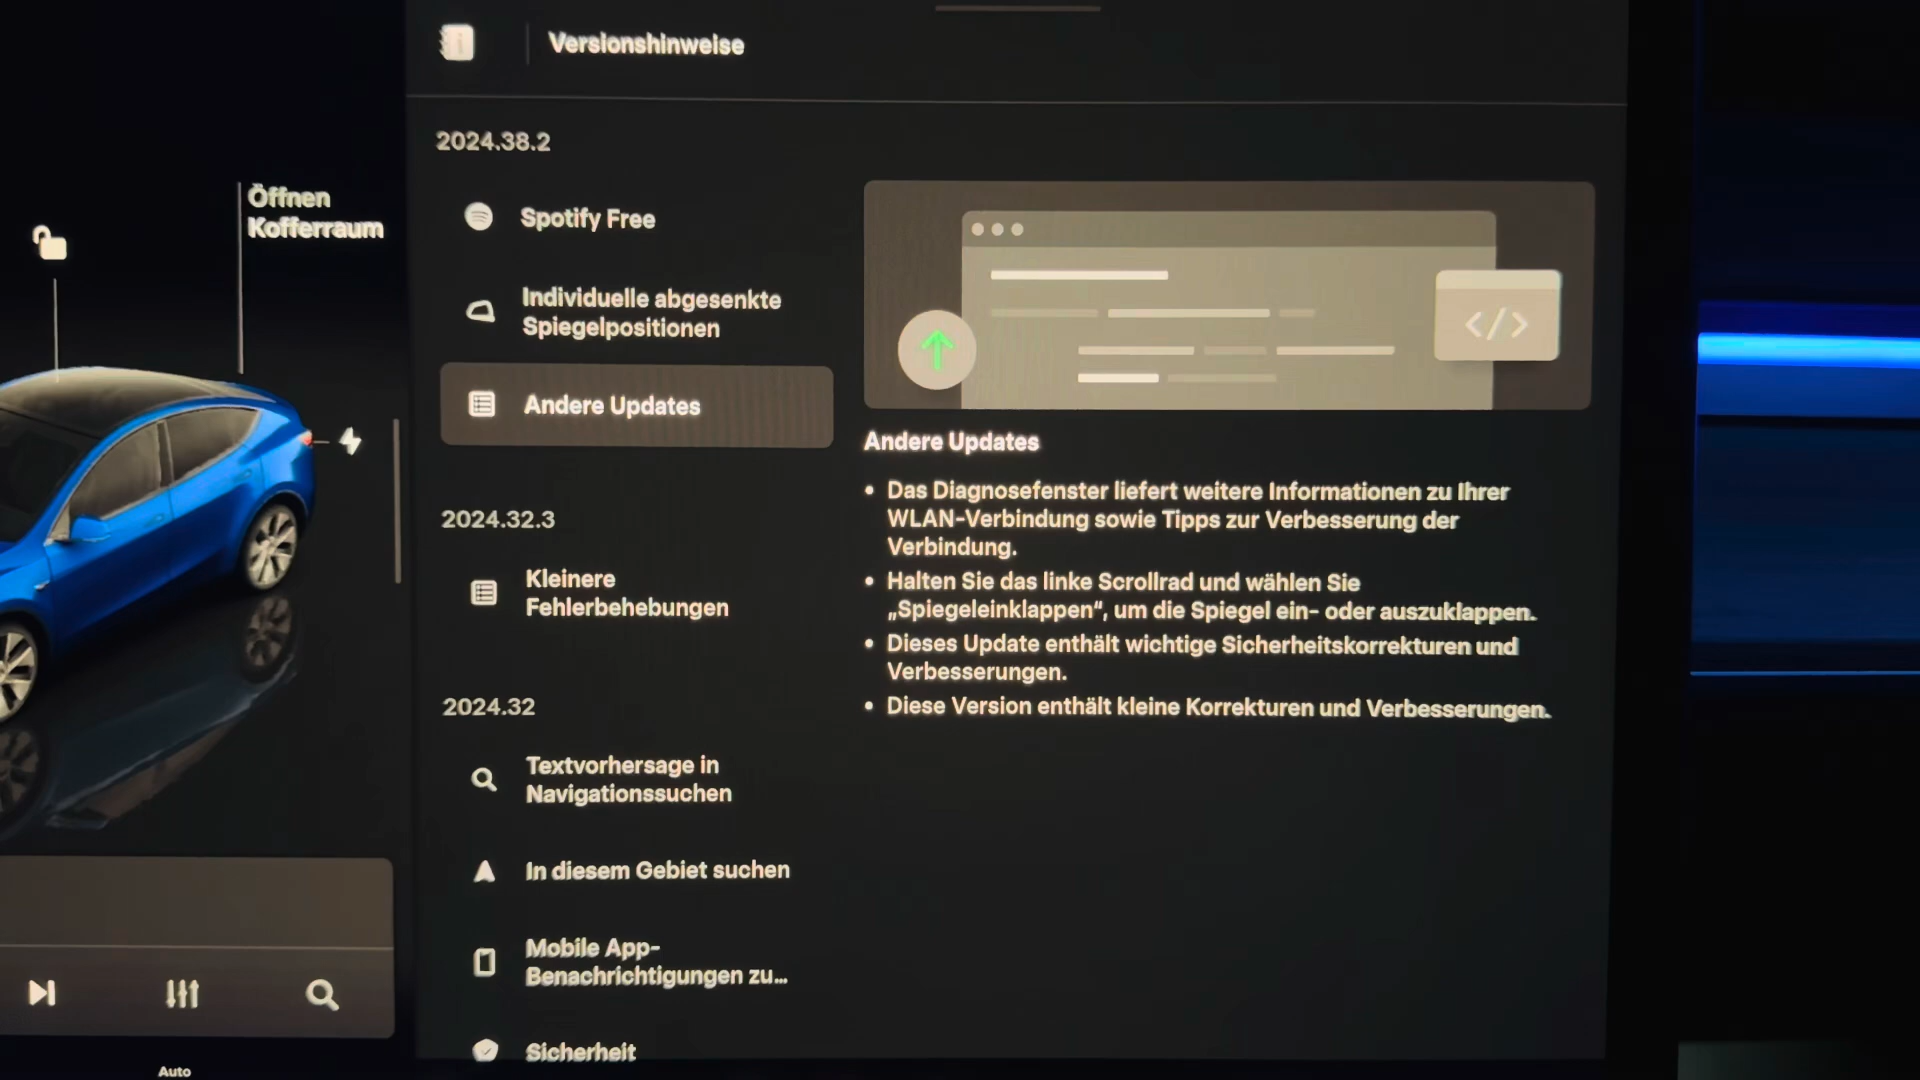 Versionshinweise
2024.38.2
Öffnen
Kofferraum
Spotify Free
Individuelle abgesenkte
Spiegelpositionen
Andere Updates
2024.32.3
Kleinere
Fehlerbehebungen
2024.32
Textvorhersage in
Navigationssuchen
In diesem Gebiet suchen
Mobile App-
Benachrichtigungen zu...
Sicherheit
</>
Andere Updates
• Das Diagnosefenster liefert weitere Informationen zu Ihrer
WLAN-Verbindung sowie Tipps zur Verbesserung der
Verbindung.
• Halten Sie das linke Scrollrad und wählen Sie
„Spiegeleinklappen“, um die Spiegel ein- oder auszuklappen.
• Dieses Update enthält wichtige Sicherheitskorrekturen und
Verbesserungen.
• Diese Version enthält kleine Korrekturen und Verbesserungen.
Auto